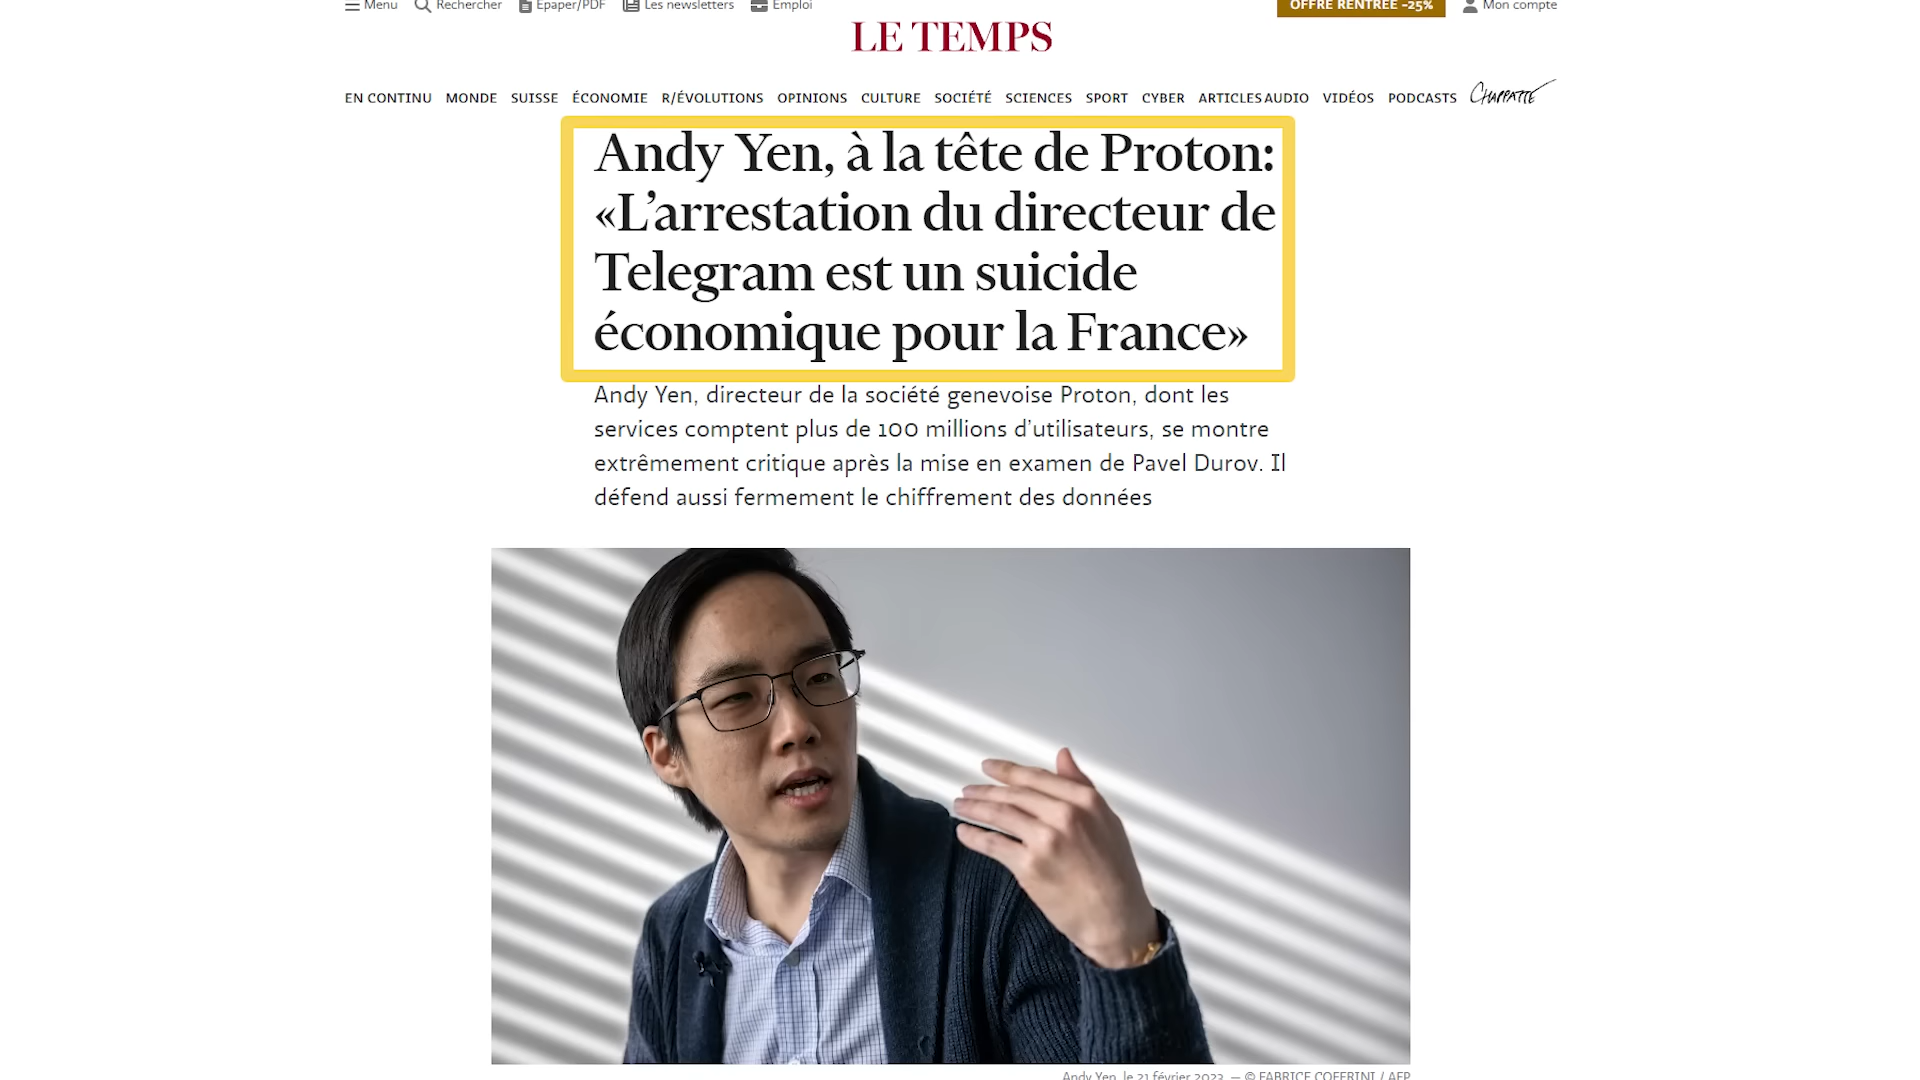 Menu Rechercher Epaper/PDF Les newsletters Emploi OFFRE RENTRÉE -25% Mon compte
LE TEMPS
EN CONTINU MONDE SUISSE ÉCONOMIE R/ÉVOLUTIONS OPINIONS CULTURE SOCIÉTÉ SCIENCES SPORT CYBER ARTICLES AUDIO VIDÉOS PODCASTS CHAPPATTE
Andy Yen, à la tête de Proton:
«L’arrestation du directeur de
Telegram est un suicide
économique pour la France»
Andy Yen, directeur de la société genevoise Proton, dont les
services comptent plus de 100 millions d’utilisateurs, se montre
extrêmement critique après la mise en examen de Pavel Durov. Il
défend aussi fermement le chiffrement des données
Andy Yen, le 21 février 2023. — © FABRICE COFFRINI / AFP